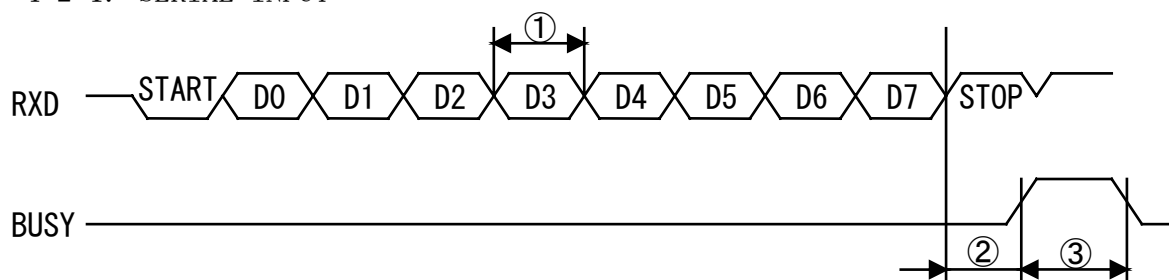 ①
RXD START D0 D1 D2 D3 D4 D5 D6 D7 STOP
BUSY
② ③